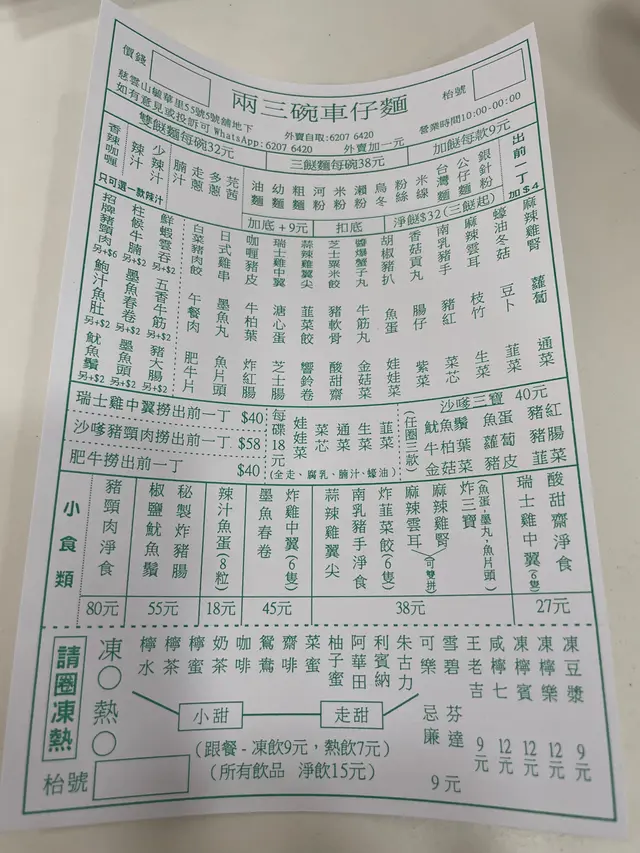 價錢
兩三碗車仔麵
枱號
慈雲山毓華里55號5號舖地下
如有意見或投訴可 WhatsApp:6207 6420
外賣自取:6207 6420
營業時間10:00-00:00
雙餸麵每碗32元
外賣加一元
三餸麵每碗38元
加餸每款9元
香辣咖喱
辣汁
少辣汁
腩汁
走蔥
多蔥
芫茜
油麵
幼麵
粗麵
河粉
米粉
瀨粉
烏冬
粉絲
米線
台灣麵
公仔麵
銀針粉
出前一丁 加$4
只可選一款辣汁
加底+9元
扣底
淨餸$32(三餸起)
招牌豬頸肉 另+$6
柱候牛腩 另+$2
鮮蝦雲吞 另+$2
白菜豬肉餃
日式雞串
咖喱豬皮
瑞士雞中翼
蒜辣雞翼尖
芝士粟米餃
醬爆蟹子丸
胡椒豬扒
香菇貢丸
南乳豬手
麻辣雲耳
蠔油冬菇
麻辣雞腎
鮑汁魚肚 另+$2
墨魚春卷 另+$2
五香牛筋 另+$2
午餐肉
墨魚丸
牛柏葉
溏心蛋
韮菜餃
豬軟骨
牛筋丸
魚蛋
腸仔
豬紅
枝竹
豆卜
蘿蔔
魷魚鬚 另+$2
墨魚頭 另+$2
豬大腸 另+$2
肥牛片
魚片頭
炸紅腸
芝士腸
響鈴卷
酸甜齋
金菇菜
娃娃菜
紫菜
菜芯
生菜
韮菜
通菜
瑞士雞中翼撈出前一丁 $40
沙嗲豬頸肉撈出前一丁 $58
肥牛撈出前一丁 $40
每碟18元
娃娃菜
菜芯
通菜
生菜
韮菜
(全走、腐乳、腩汁、蠔油)
沙嗲三寶 40元
(任圈三款)
魷魚鬚 魚蛋 豬紅
牛柏葉 蘿蔔 豬腸
金菇菜 豬皮 韮菜
小食類
豬頸肉淨食
80元
椒鹽魷魚鬚
秘製炸豬腸
55元
辣汁魚蛋(8粒)
18元
墨魚春卷
炸雞中翼(6隻)
45元
蒜辣雞翼尖
南乳豬手淨食
炸韮菜餃(6隻)
麻辣雲耳
麻辣雞腎
可雙拼
炸三寶(魚蛋,墨丸,魚片頭)
38元
瑞士雞中翼(6隻)
酸甜齋淨食
27元
請圈凍熱
凍○
熱○
檸水
檸茶
檸蜜
奶茶
咖啡
鴛鴦
齋啡
菜蜜
柚子蜜
阿華田
利賓納
朱古力
可樂
雪碧
忌廉
芬達
9元
王老吉 9元
咸檸七 12元
凍檸賓 12元
凍檸樂 12元
凍豆漿 9元
小甜
走甜
(跟餐 - 凍飲9元,熱飲7元)
(所有飲品 淨飲15元)
枱號